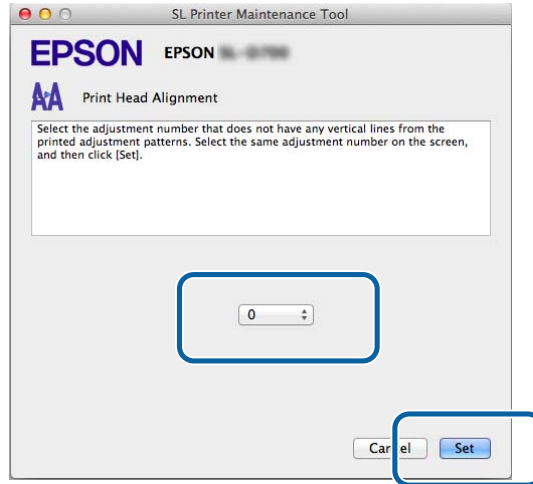 SL Printer Maintenance Tool
EPSON EPSON
Print Head Alignment
Select the adjustment number that does not have any vertical lines from the
printed adjustment patterns. Select the same adjustment number on the screen,
and then click [Set].
0
Cancel Set